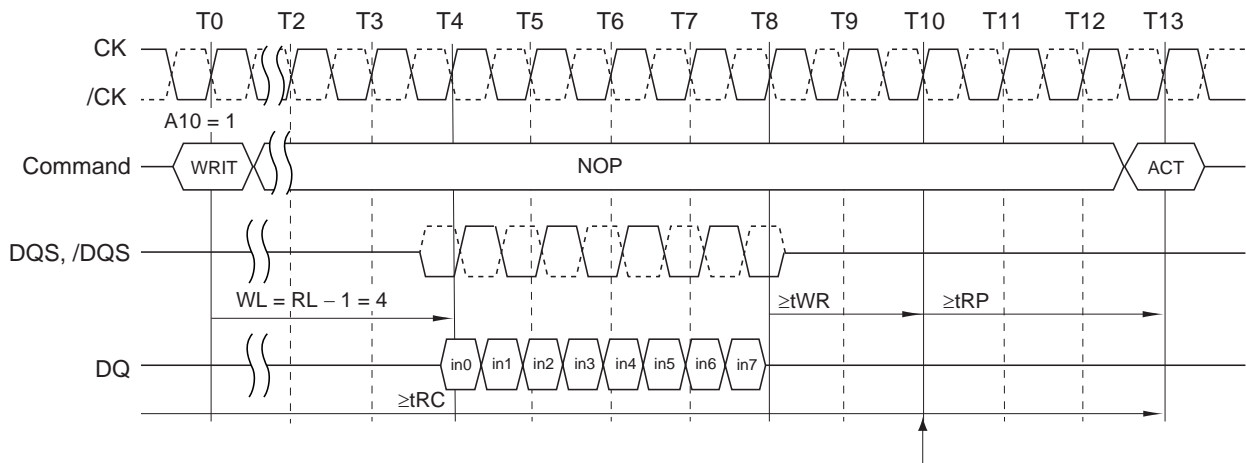 T0 T2 T3 T4 T5 T6 T7 T8 T9 T10 T11 T12 T13
CK
/CK
A10 = 1
Command WRIT NOP ACT
DQS, /DQS
WL = RL − 1 = 4 ≥tWR ≥tRP
DQ in0 in1 in2 in3 in4 in5 in6 in7
≥tRC